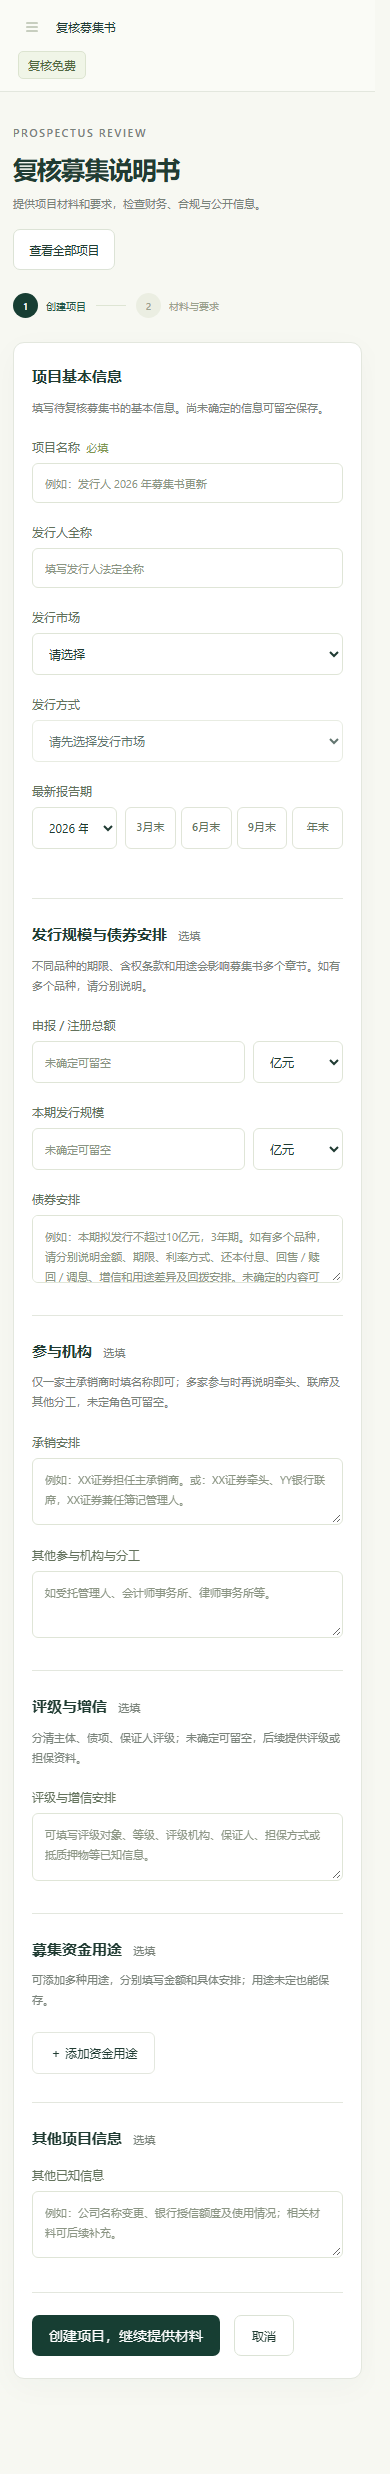 复核募集书
复核免费
PROSPECTUS REVIEW
复核募集说明书
提供项目材料和要求，检查财务、合规与公开信息。
查看全部项目
1 创建项目 2 材料与要求
项目基本信息
填写待复核募集书的基本信息。尚未确定的信息可留空保存。
项目名称 必填
例如：发行人 2026 年募集书更新
发行人全称
填写发行人法定全称
发行市场
请选择
发行方式
请先选择发行市场
最新报告期
2026 年 3月末 6月末 9月末 年末
发行规模与债券安排 选填
不同品种的期限、含权条款和用途会影响募集书多个章节。如有
多个品种，请分别说明。
申报 / 注册总额
未确定可留空 亿元
本期发行规模
未确定可留空 亿元
债券安排
例如：本期拟发行不超过10亿元，3年期。如有多个品种，
请分别说明金额、期限、利率方式、还本付息、回售 / 赎
回 / 调息、增信和用途差异及回拨安排。未确定的内容可
参与机构 选填
仅一家主承销商时填名称即可；多家参与时再说明牵头、联席及
其他分工，未定角色可留空。
承销安排
例如：XX证券担任主承销商。或：XX证券牵头、YY银行联
席，XX证券兼任簿记管理人。
其他参与机构与分工
如受托管理人、会计师事务所、律师事务所等。
评级与增信 选填
分清主体、债项、保证人评级；未确定可留空，后续提供评级或
担保资料。
评级与增信安排
可填写评级对象、等级、评级机构、保证人、担保方式或
抵质押物等已知信息。
募集资金用途 选填
可添加多种用途，分别填写金额和具体安排；用途未定也能保
存。
＋ 添加资金用途
其他项目信息 选填
其他已知信息
例如：公司名称变更、银行授信额度及使用情况；相关材
料可后续补充。
创建项目，继续提供材料 取消